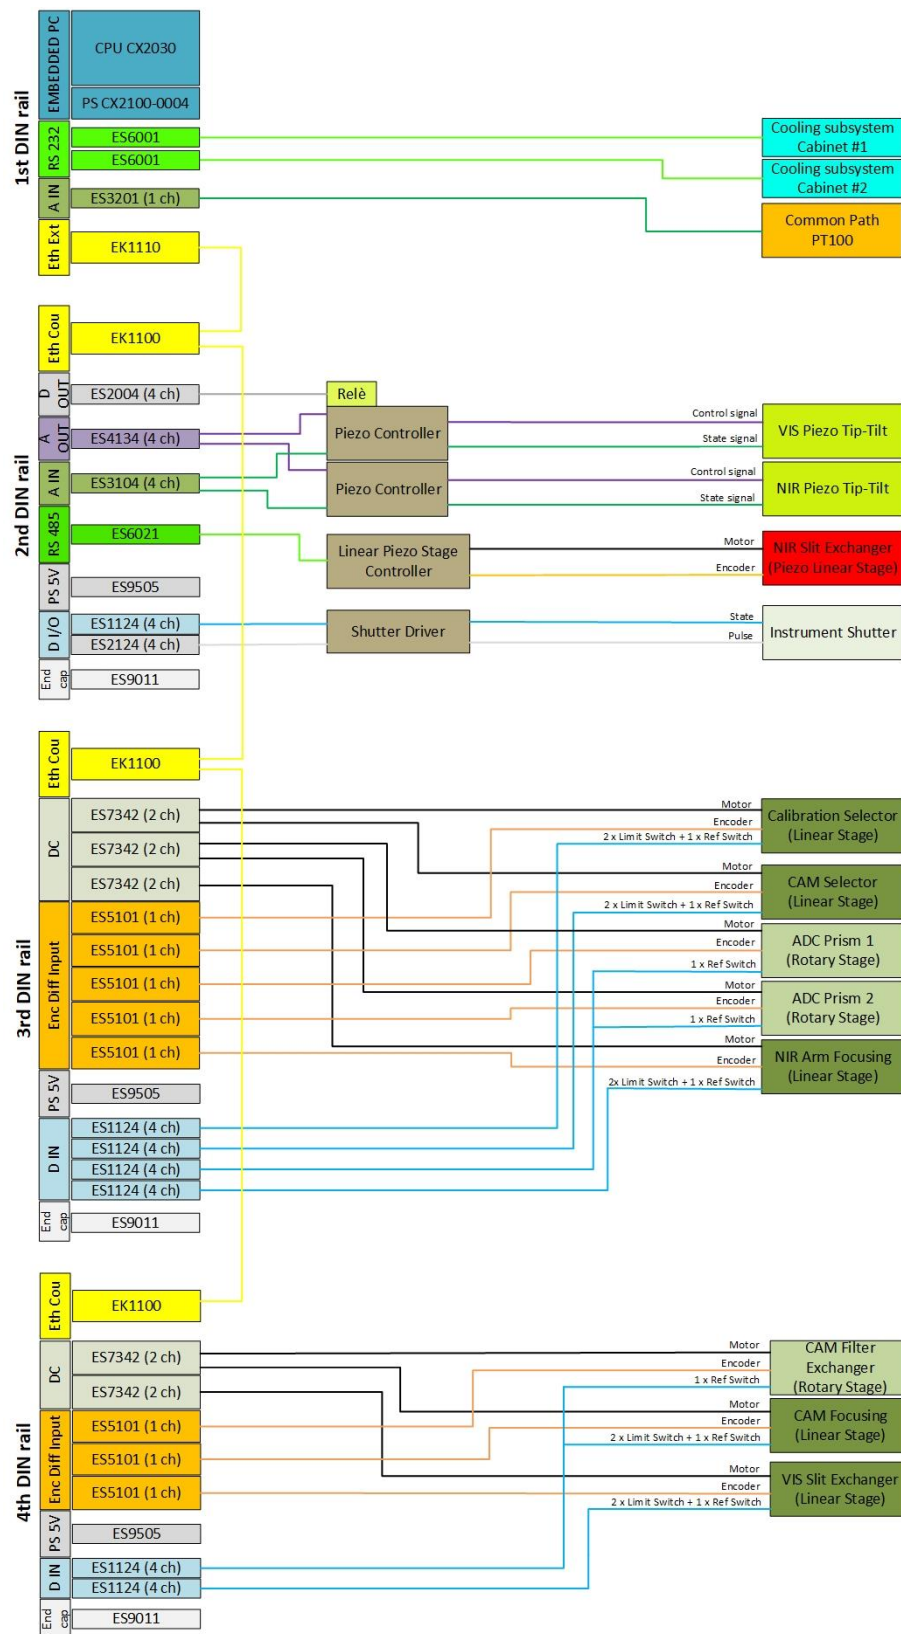 1st DIN rail
EMBEDDED PC
CPU CX2030
PS CX2100-0004
RS 232
ES6001
ES6001
Cooling subsystem
Cabinet #1
Cooling subsystem
Cabinet #2
A IN
ES3201 (1 ch)
Common Path
PT100
Eth Ext
EK1110
2nd DIN rail
Eth Cou
EK1100
D
OUT
ES2004 (4 ch)
Relè
A
OUT
ES4134 (4 ch)
Piezo Controller
Control signal
State signal
VIS Piezo Tip-Tilt
A IN
ES3104 (4 ch)
Piezo Controller
Control signal
State signal
NIR Piezo Tip-Tilt
RS 485
ES6021
Linear Piezo Stage
Controller
Motor
Encoder
NIR Slit Exchanger
(Piezo Linear Stage)
PS 5V
ES9505
D I/O
ES1124 (4 ch)
ES2124 (4 ch)
Shutter Driver
State
Pulse
Instrument Shutter
End
cap
ES9011
3rd DIN rail
Eth Cou
EK1100
DC
ES7342 (2 ch)
ES7342 (2 ch)
ES7342 (2 ch)
Motor
Encoder
2 x Limit Switch + 1 x Ref Switch
Calibration Selector
(Linear Stage)
Motor
Encoder
2 x Limit Switch + 1 x Ref Switch
CAM Selector
(Linear Stage)
Enc Diff Input
ES5101 (1 ch)
ES5101 (1 ch)
ES5101 (1 ch)
ES5101 (1 ch)
ES5101 (1 ch)
Motor
Encoder
1 x Ref Switch
ADC Prism 1
(Rotary Stage)
Motor
Encoder
1 x Ref Switch
ADC Prism 2
(Rotary Stage)
Motor
Encoder
2x Limit Switch + 1 x Ref Switch
NIR Arm Focusing
(Linear Stage)
PS 5V
ES9505
D IN
ES1124 (4 ch)
ES1124 (4 ch)
ES1124 (4 ch)
ES1124 (4 ch)
End
cap
ES9011
4th DIN rail
Eth Cou
EK1100
DC
ES7342 (2 ch)
ES7342 (2 ch)
Motor
Encoder
1 x Ref Switch
CAM Filter
Exchanger
(Rotary Stage)
Enc Diff Input
ES5101 (1 ch)
ES5101 (1 ch)
ES5101 (1 ch)
Motor
Encoder
2 x Limit Switch + 1 x Ref Switch
CAM Focusing
(Linear Stage)
Motor
Encoder
2 x Limit Switch + 1 x Ref Switch
VIS Slit Exchanger
(Linear Stage)
PS 5V
ES9505
D IN
ES1124 (4 ch)
ES1124 (4 ch)
End
cap
ES9011